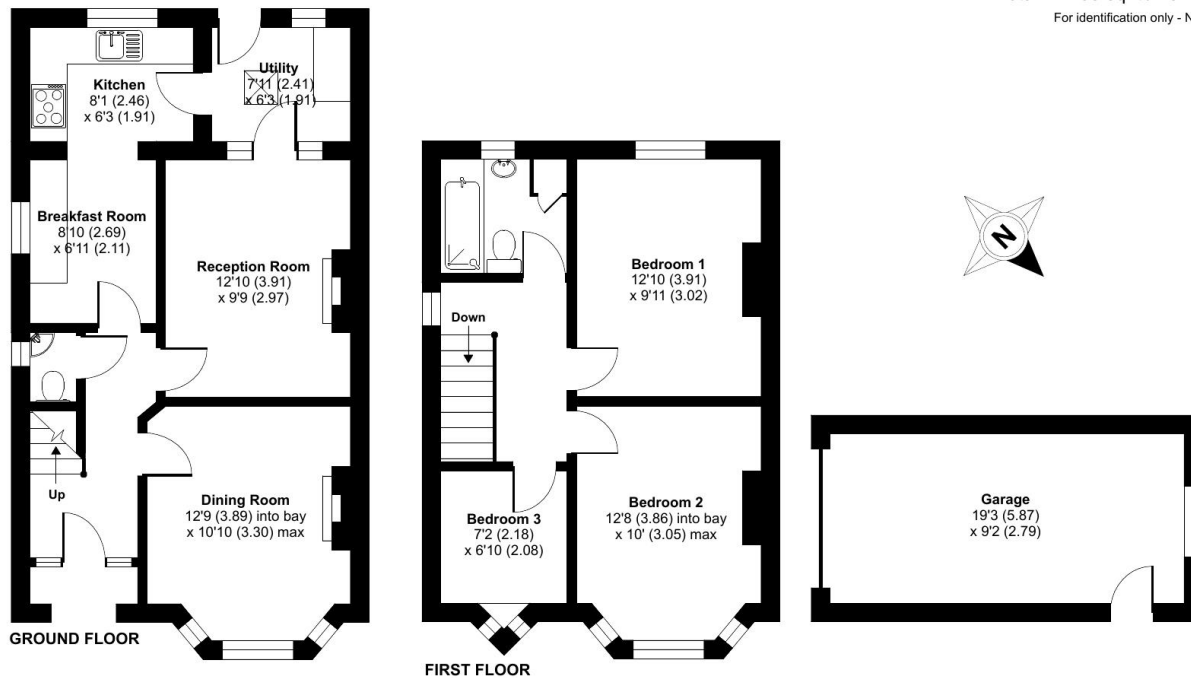 For identification only - N
Utility
7'11 (2.41)
x 6'3 (1.91)
Kitchen
8'1 (2.46)
x 6'3 (1.91)
Breakfast Room
8'10 (2.69)
x 6'11 (2.11)
Reception Room
12'10 (3.91)
x 9'9 (2.97)
Up
Dining Room
12'9 (3.89) into bay
x 10'10 (3.30) max
GROUND FLOOR
Down
Bedroom 1
12'10 (3.91)
x 9'11 (3.02)
Bedroom 3
7'2 (2.18)
x 6'10 (2.08)
Bedroom 2
12'8 (3.86) into bay
x 10' (3.05) max
FIRST FLOOR
N
Garage
19'3 (5.87)
x 9'2 (2.79)